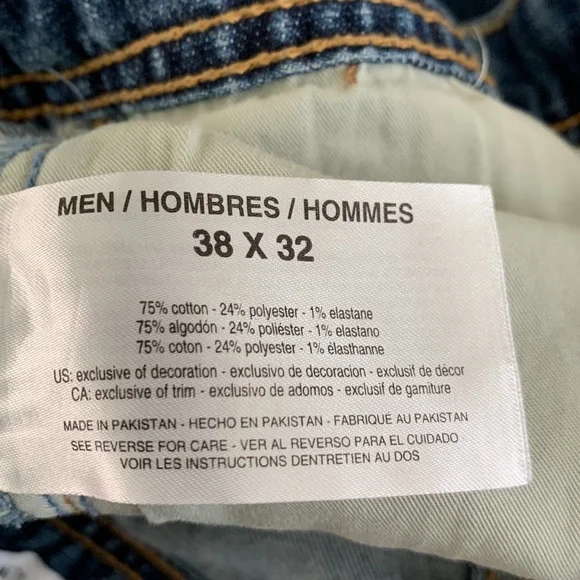 MEN / HOMBRES / HOMMES
38 X 32
75% cotton - 24% polyester - 1% elastane
75% algodón - 24% poliéster - 1% elastano
75% coton - 24% polyester - 1% élasthanne
US: exclusive of decoration - exclusivo de decoracion - exclusif de décor
CA: exclusive of trim - exclusivo de adornos - exclusif de garniture
MADE IN PAKISTAN - HECHO EN PAKISTAN - FABRIQUE AU PAKISTAN
SEE REVERSE FOR CARE - VER AL REVERSO PARA EL CUIDADO
VOIR LES INSTRUCTIONS DENTRETIEN AU DOS